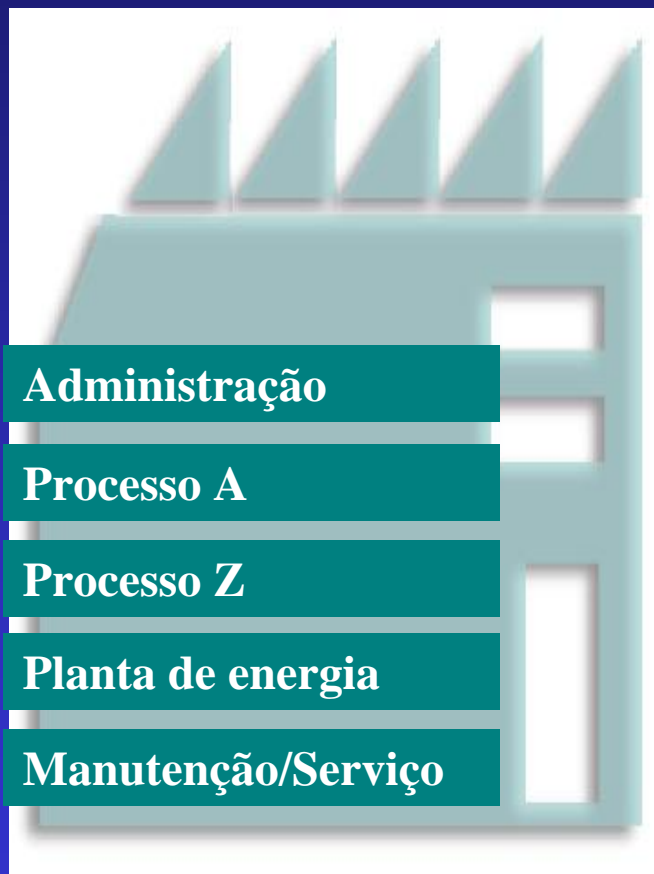 Administração
Processo A
Processo Z
Planta de energia
Manutenção/Serviço